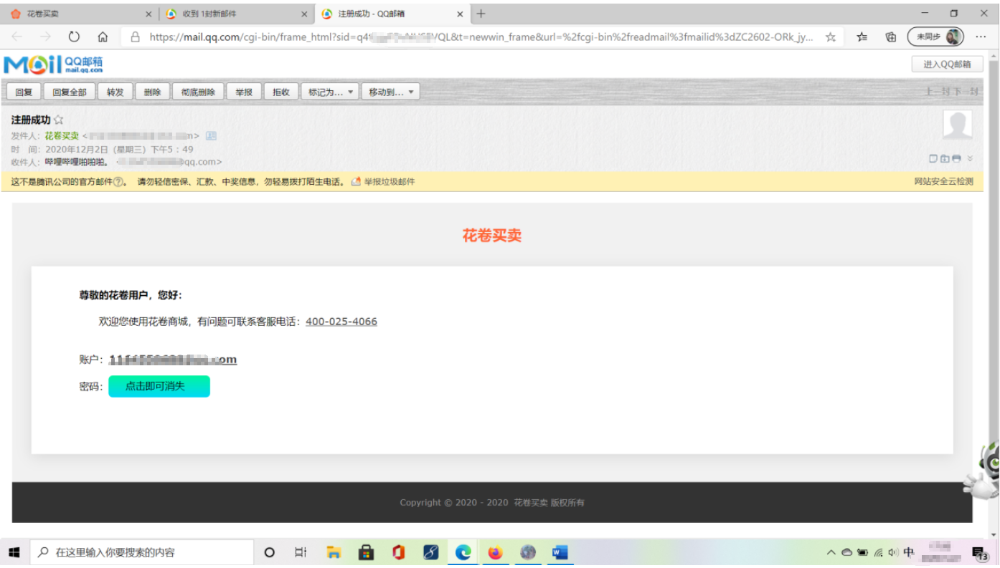 花卷买卖
收到 1封新邮件
注册成功 - QQ邮箱
https://mail.qq.com/cgi-bin/frame_html?sid=q4 VQL&t=newwin_frame&url=%2fcgi-bin%2freadmail%3fmailid%3dZC2602-ORk_jy...
未同步
Mail QQ邮箱
mail.qq.com
进入QQ邮箱
回复 回复全部 转发 删除 彻底删除 举报 拒收 标记为... 移动到...
上一封 下一封
注册成功
发件人：花卷买卖 < m>
时 间：2020年12月2日 (星期三) 下午5：49
收件人：哔哩哔哩啪啪啪。 < @qq.com>
这不是腾讯公司的官方邮件?。 请勿轻信密保、汇款、中奖信息，勿轻易拨打陌生电话。 举报垃圾邮件
网站安全云检测
花卷买卖
尊敬的花卷用户，您好：
欢迎您使用花卷商城，有问题可联系客服电话：400-025-4066
账户： om
密码： 点击即可消失
Copyright © 2020 - 2020 花卷买卖 版权所有
在这里输入你要搜索的内容
中
13